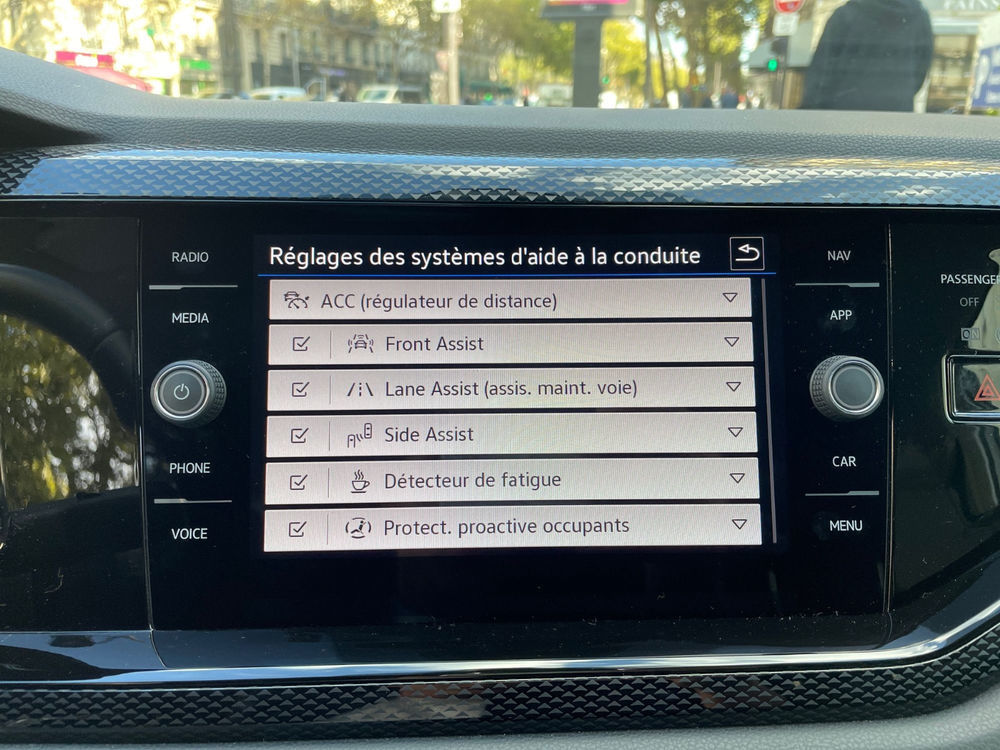 Réglages des systèmes d'aide à la conduite
ACC (régulateur de distance)
Front Assist
Lane Assist (assis. maint. voie)
Side Assist
Détecteur de fatigue
Protect. proactive occupants
RADIO
MEDIA
PHONE
VOICE
NAV
APP
CAR
MENU
PASSENGER
OFF
ON